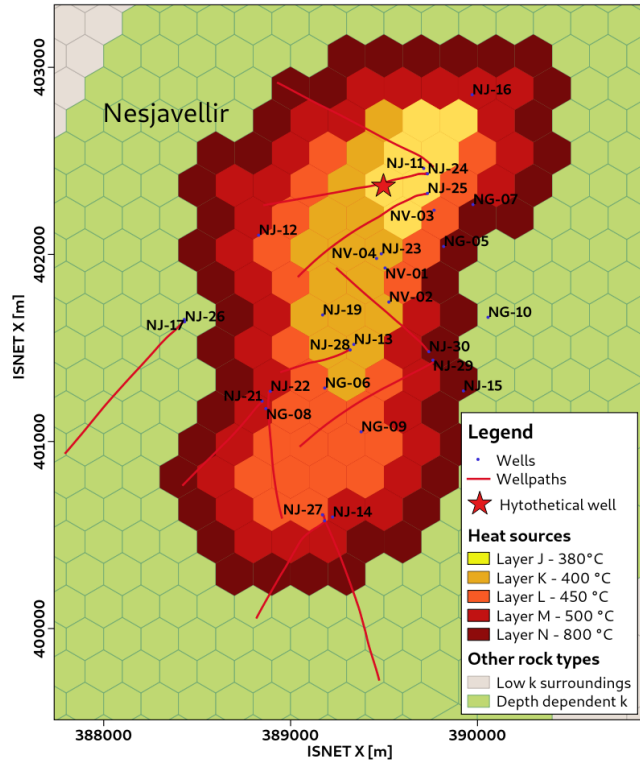 403000
402000
401000
400000
ISNET X [m]
Nesjavellir
NJ-16
NJ-11
NJ-24
NJ-25
NV-03
NG-07
NJ-12
NG-05
NJ-23
NV-04
NV-01
NV-02
NJ-19
NG-10
NJ-26
NJ-17
NJ-13
NJ-28
NJ-30
NJ-29
NJ-22
NG-06
NJ-15
NJ-21
NG-08
NG-09
NJ-27
NJ-14
Legend
Wells
Wellpaths
Hytothetical well
Heat sources
Layer J - 380°C
Layer K - 400 °C
Layer L - 450 °C
Layer M - 500 °C
Layer N - 800 °C
Other rock types
Low k surroundings
Depth dependent k
388000
389000
390000
ISNET X [m]